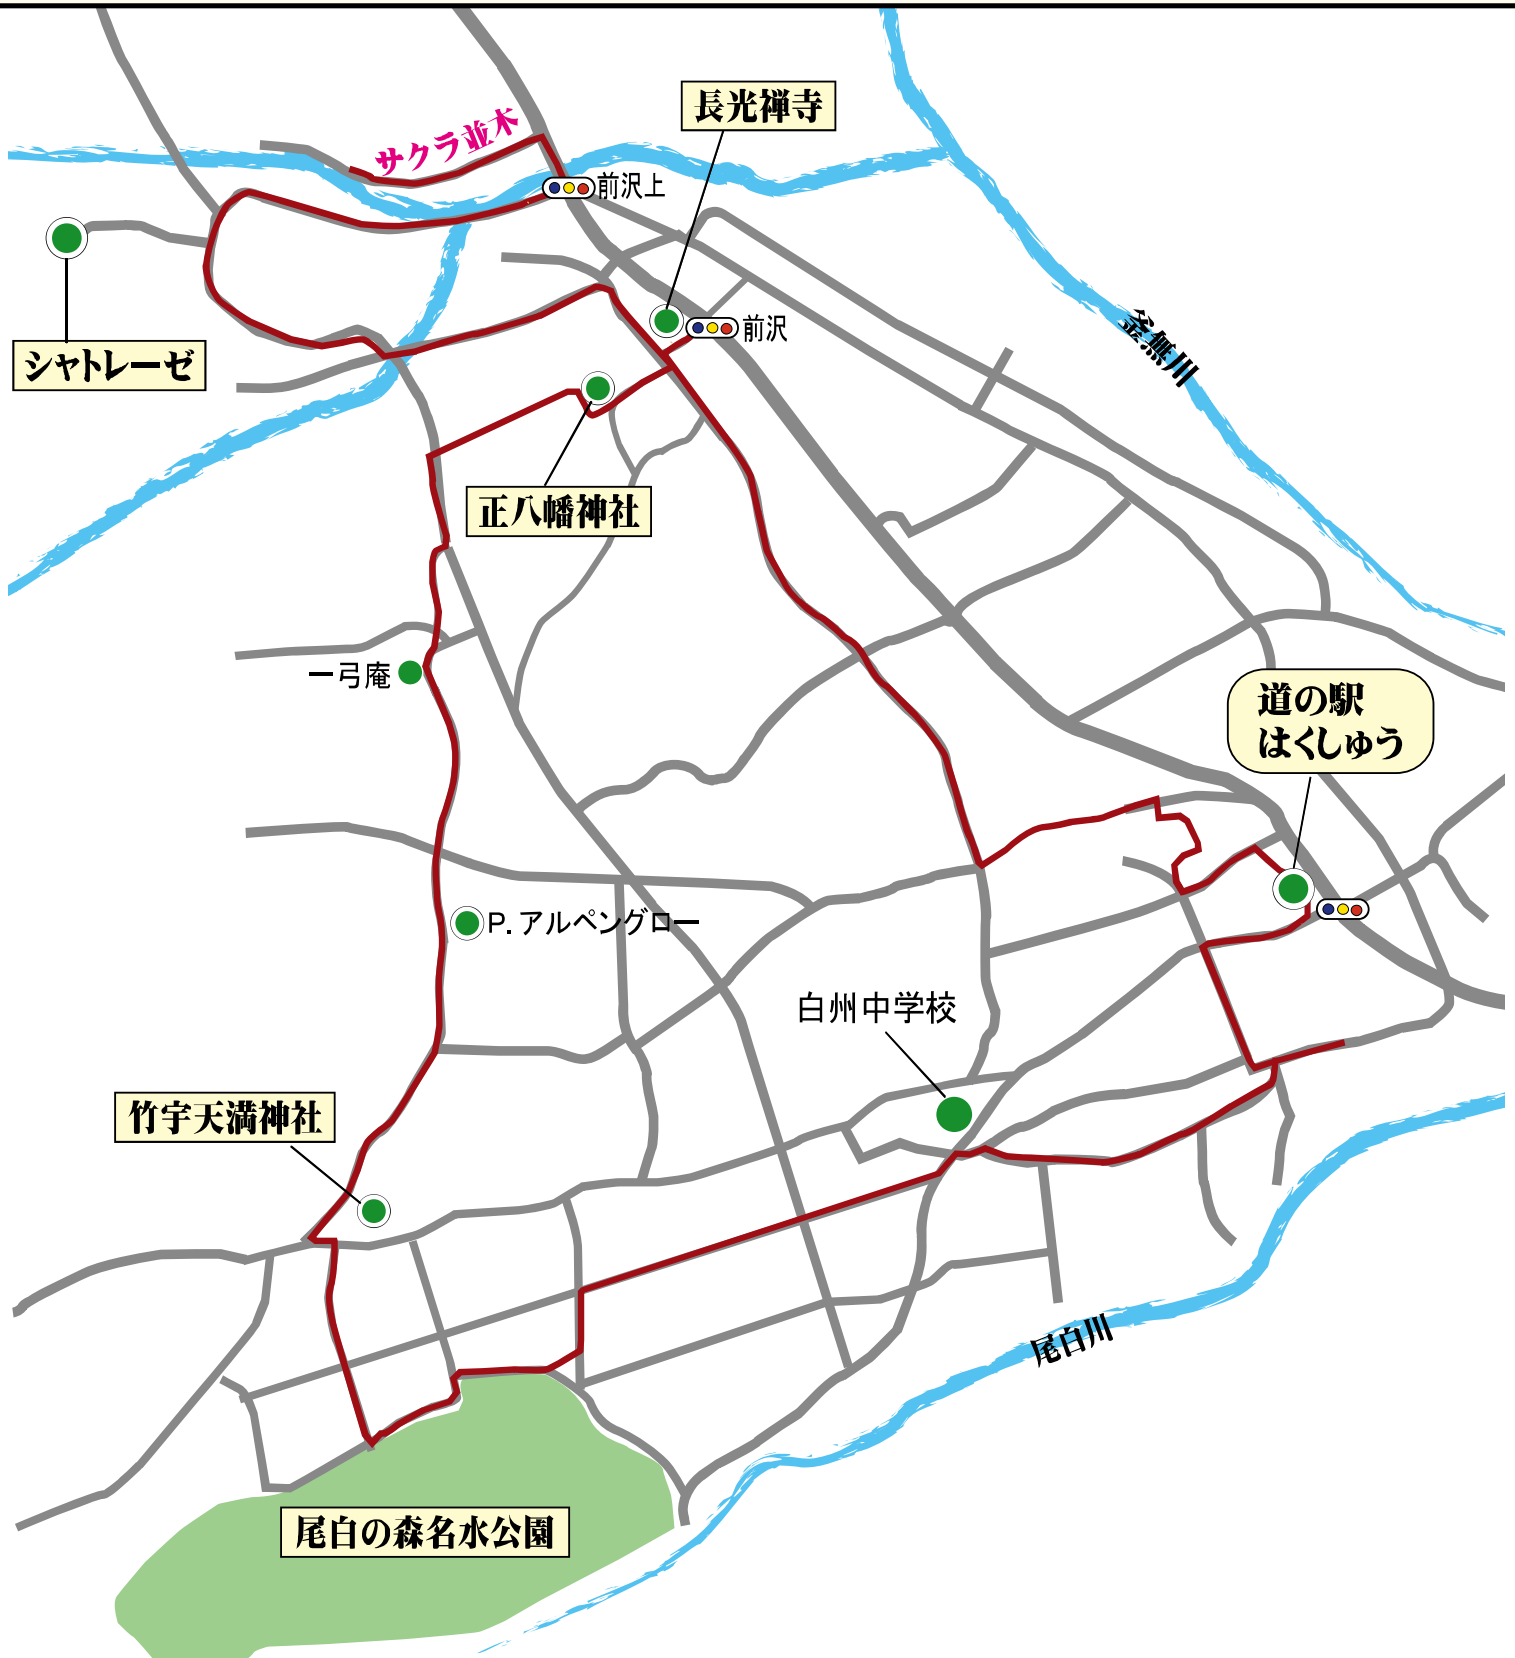 長光禅寺
サクラ並木
前沢上
シャトレーゼ
前沢
釜無川
正八幡神社
一弓庵
道の駅
はくしゅう
P.アルペングロー
白州中学校
竹宇天満神社
尾白川
尾白の森名水公園